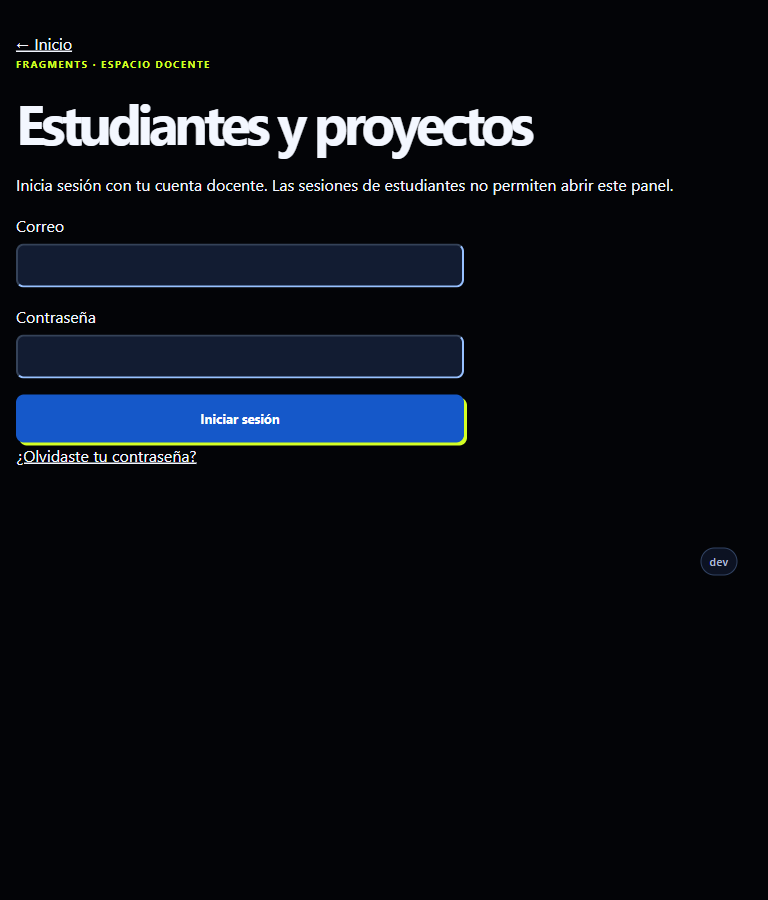 ← Inicio
FRAGMENTS · ESPACIO DOCENTE
Estudiantes y proyectos
Inicia sesión con tu cuenta docente. Las sesiones de estudiantes no permiten abrir este panel.
Correo
Contraseña
Iniciar sesión
¿Olvidaste tu contraseña?
dev